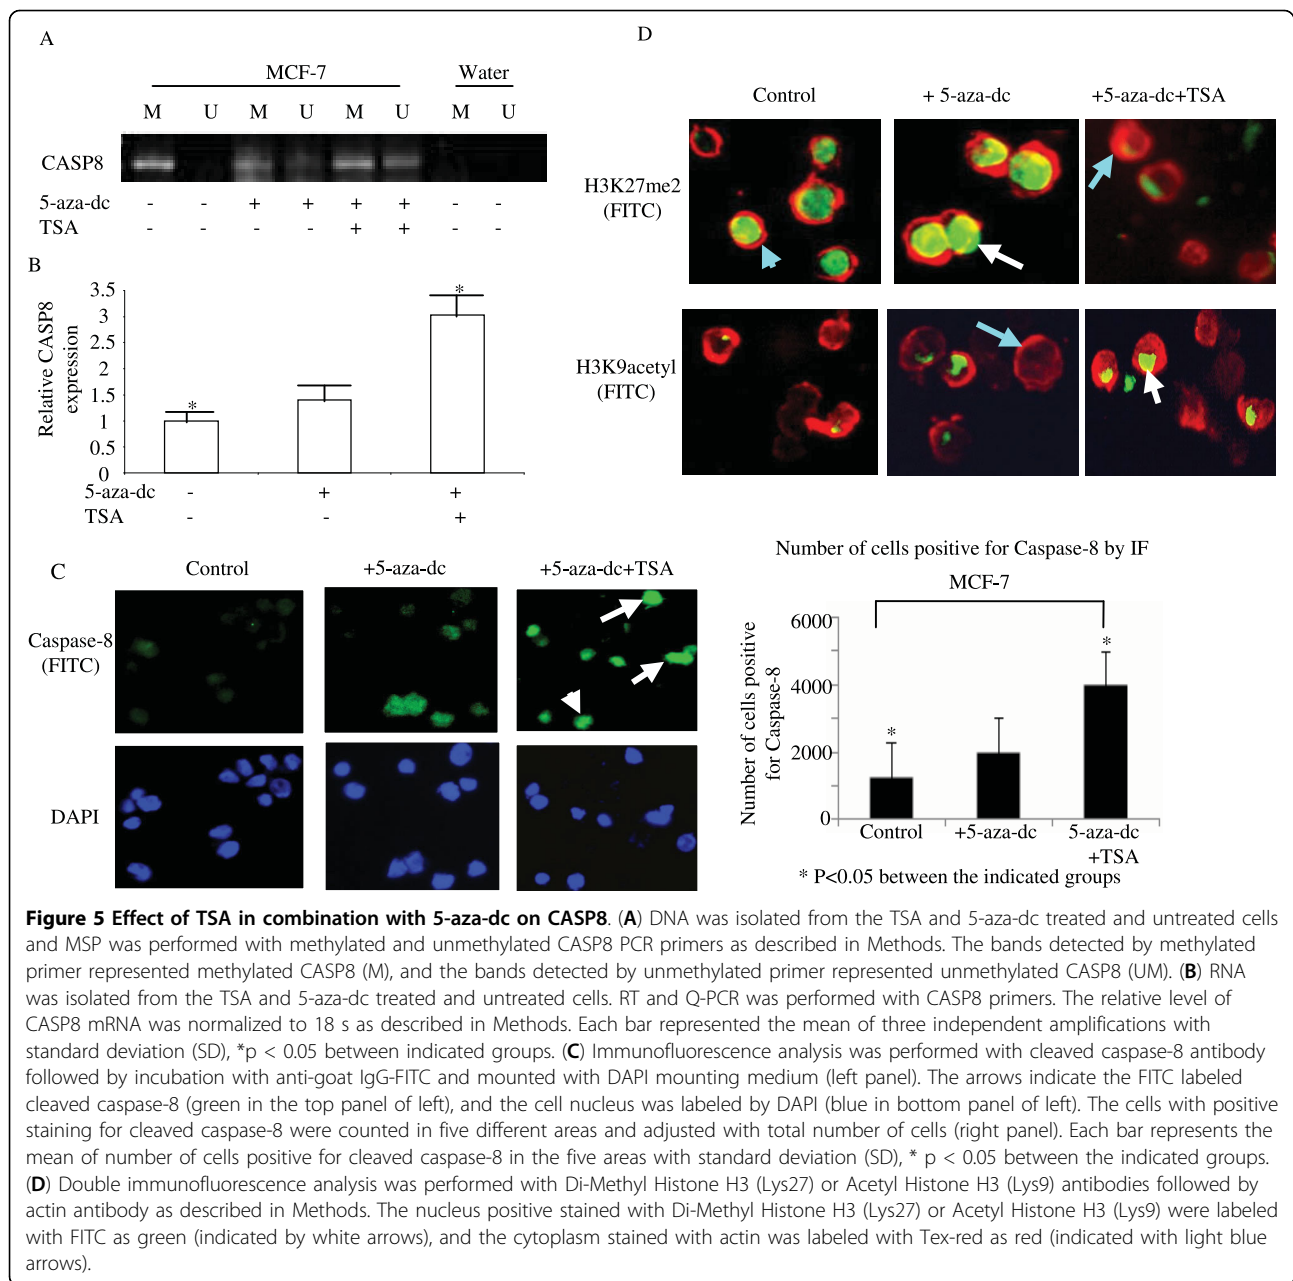 A
MCF-7 Water
M U M U M U M U
CASP8
5-aza-dc - - + + + + - -
TSA - - - - + + - -
B
Relative CASP8
expression
3.5
3
2.5
2
1.5
1
0.5
0
* *
5-aza-dc - + +
TSA - - +
C
Control +5-aza-dc +5-aza-dc+TSA
Caspase-8
(FITC)
DAPI
D
Control + 5-aza-dc +5-aza-dc+TSA
H3K27me2
(FITC)
H3K9acetyl
(FITC)
Number of cells positive for Caspase-8 by IF
MCF-7
Number of cells positive
for Caspase-8
6000
4000
2000
0
* *
Control +5-aza-dc 5-aza-dc
+TSA
* P<0.05 between the indicated groups
Figure 5 Effect of TSA in combination with 5-aza-dc on CASP8. (A) DNA was isolated from the TSA and 5-aza-dc treated and untreated cells
and MSP was performed with methylated and unmethylated CASP8 PCR primers as described in Methods. The bands detected by methylated
primer represented methylated CASP8 (M), and the bands detected by unmethylated primer represented unmethylated CASP8 (UM). (B) RNA
was isolated from the TSA and 5-aza-dc treated and untreated cells. RT and Q-PCR was performed with CASP8 primers. The relative level of
CASP8 mRNA was normalized to 18 s as described in Methods. Each bar represented the mean of three independent amplifications with
standard deviation (SD), *p < 0.05 between indicated groups. (C) Immunofluorescence analysis was performed with cleaved caspase-8 antibody
followed by incubation with anti-goat IgG-FITC and mounted with DAPI mounting medium (left panel). The arrows indicate the FITC labeled
cleaved caspase-8 (green in the top panel of left), and the cell nucleus was labeled by DAPI (blue in bottom panel of left). The cells with positive
staining for cleaved caspase-8 were counted in five different areas and adjusted with total number of cells (right panel). Each bar represents the
mean of number of cells positive for cleaved caspase-8 in the five areas with standard deviation (SD), * p < 0.05 between the indicated groups.
(D) Double immunofluorescence analysis was performed with Di-Methyl Histone H3 (Lys27) or Acetyl Histone H3 (Lys9) antibodies followed by
actin antibody as described in Methods. The nucleus positive stained with Di-Methyl Histone H3 (Lys27) or Acetyl Histone H3 (Lys9) were labeled
with FITC as green (indicated by white arrows), and the cytoplasm stained with actin was labeled with Tex-red as red (indicated with light blue
arrows).